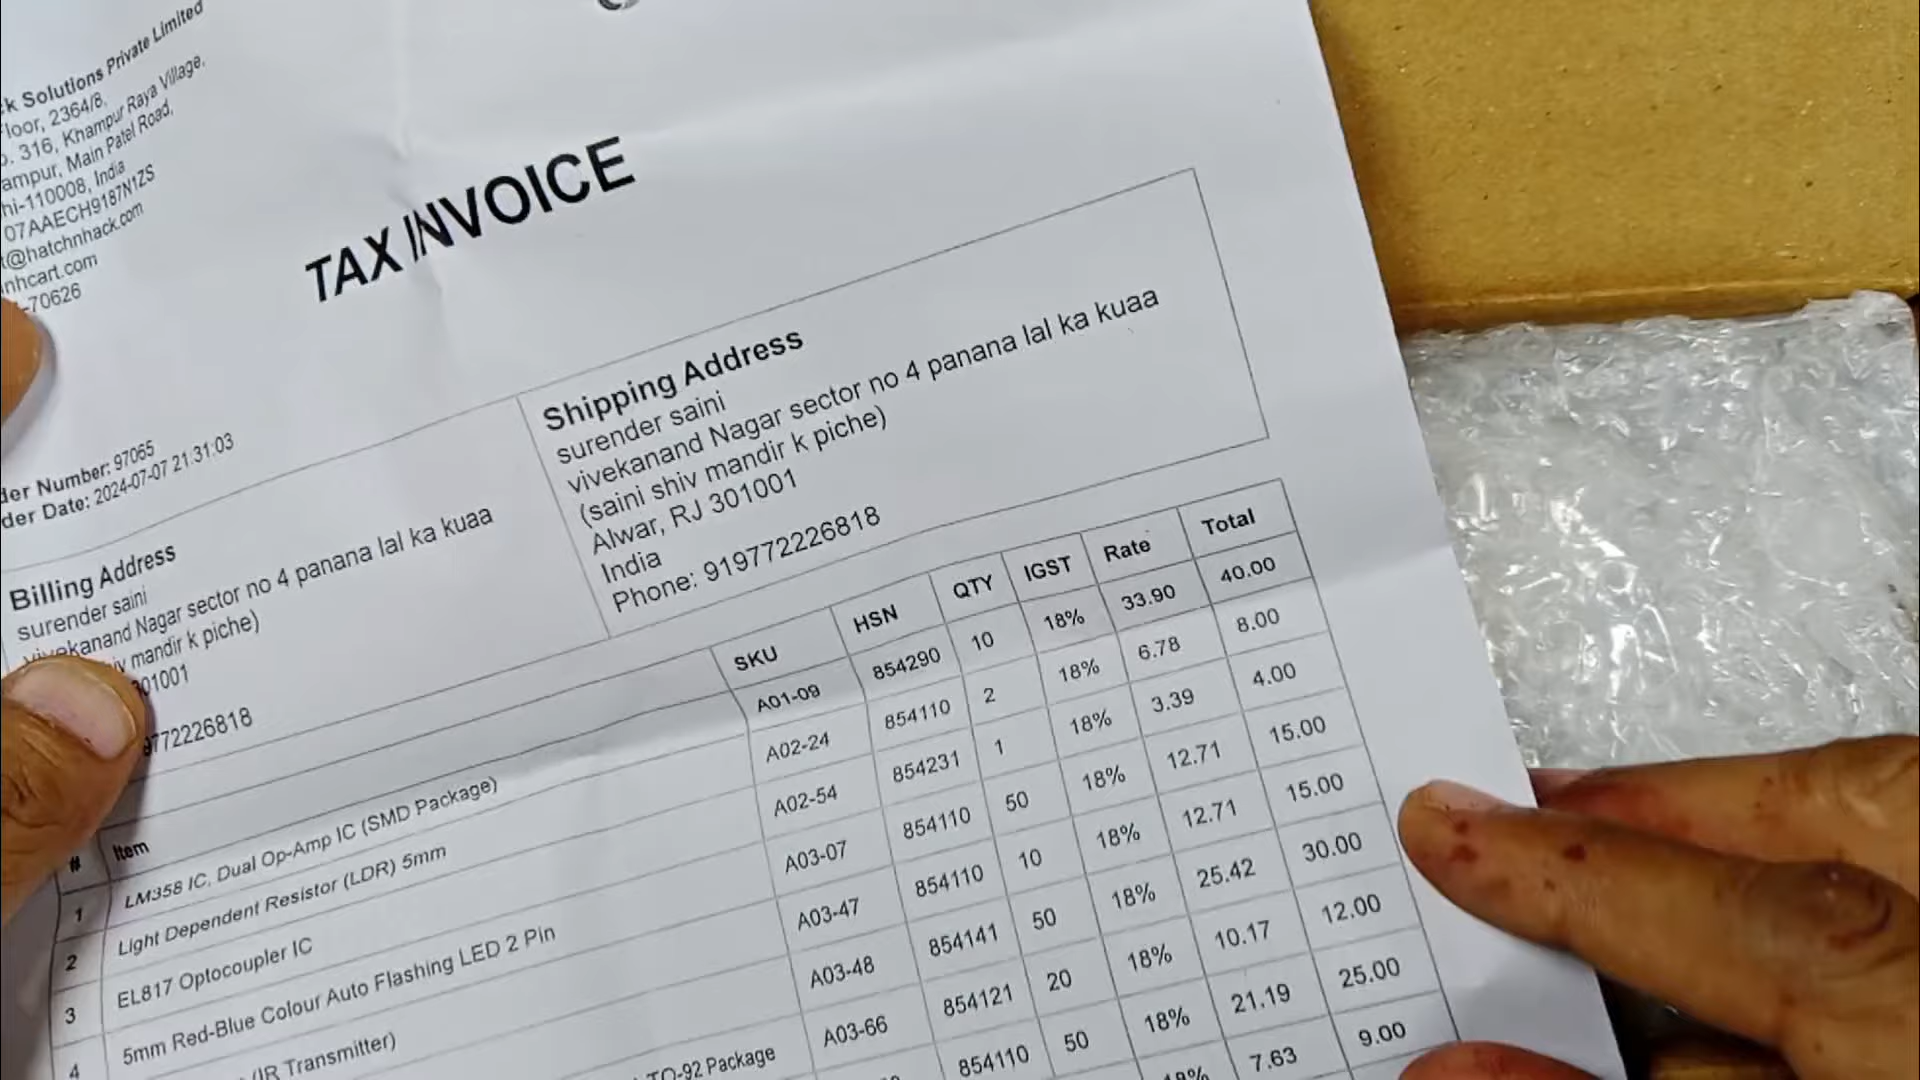 k Solutions Private Limited
Floor, 2364/8,
o. 316, Khampur Raya Village,
ampur, Main Patel Road,
hi-110008, India
07AAECH9187N1ZS
t@hatchnhack.com
nhcart.com
-70626
TAX INVOICE
der Number: 97065
der Date: 2024-07-07 21:31:03
Billing Address
surender saini
vivekanand Nagar sector no 4 panana lal ka kuaa
iv mandir k piche)
301001
9772226818
Shipping Address
surender saini
vivekanand Nagar sector no 4 panana lal ka kuaa
(saini shiv mandir k piche)
Alwar, RJ 301001
India
Phone: 919772226818
# Item SKU HSN QTY IGST Rate Total
1 LM358 IC, Dual Op-Amp IC (SMD Package) A01-09 854290 10 18% 33.90 40.00
2 Light Dependent Resistor (LDR) 5mm A02-24 854110 2 18% 6.78 8.00
3 EL817 Optocoupler IC A02-54 854231 1 18% 3.39 4.00
4 5mm Red-Blue Colour Auto Flashing LED 2 Pin A03-07 854110 50 18% 12.71 15.00
(IR Transmitter) A03-47 854110 10 18% 12.71 15.00
A03-48 854141 50 18% 25.42 30.00
TO-92 Package A03-66 854121 20 18% 10.17 12.00
854110 50 18% 21.19 25.00
18% 7.63 9.00